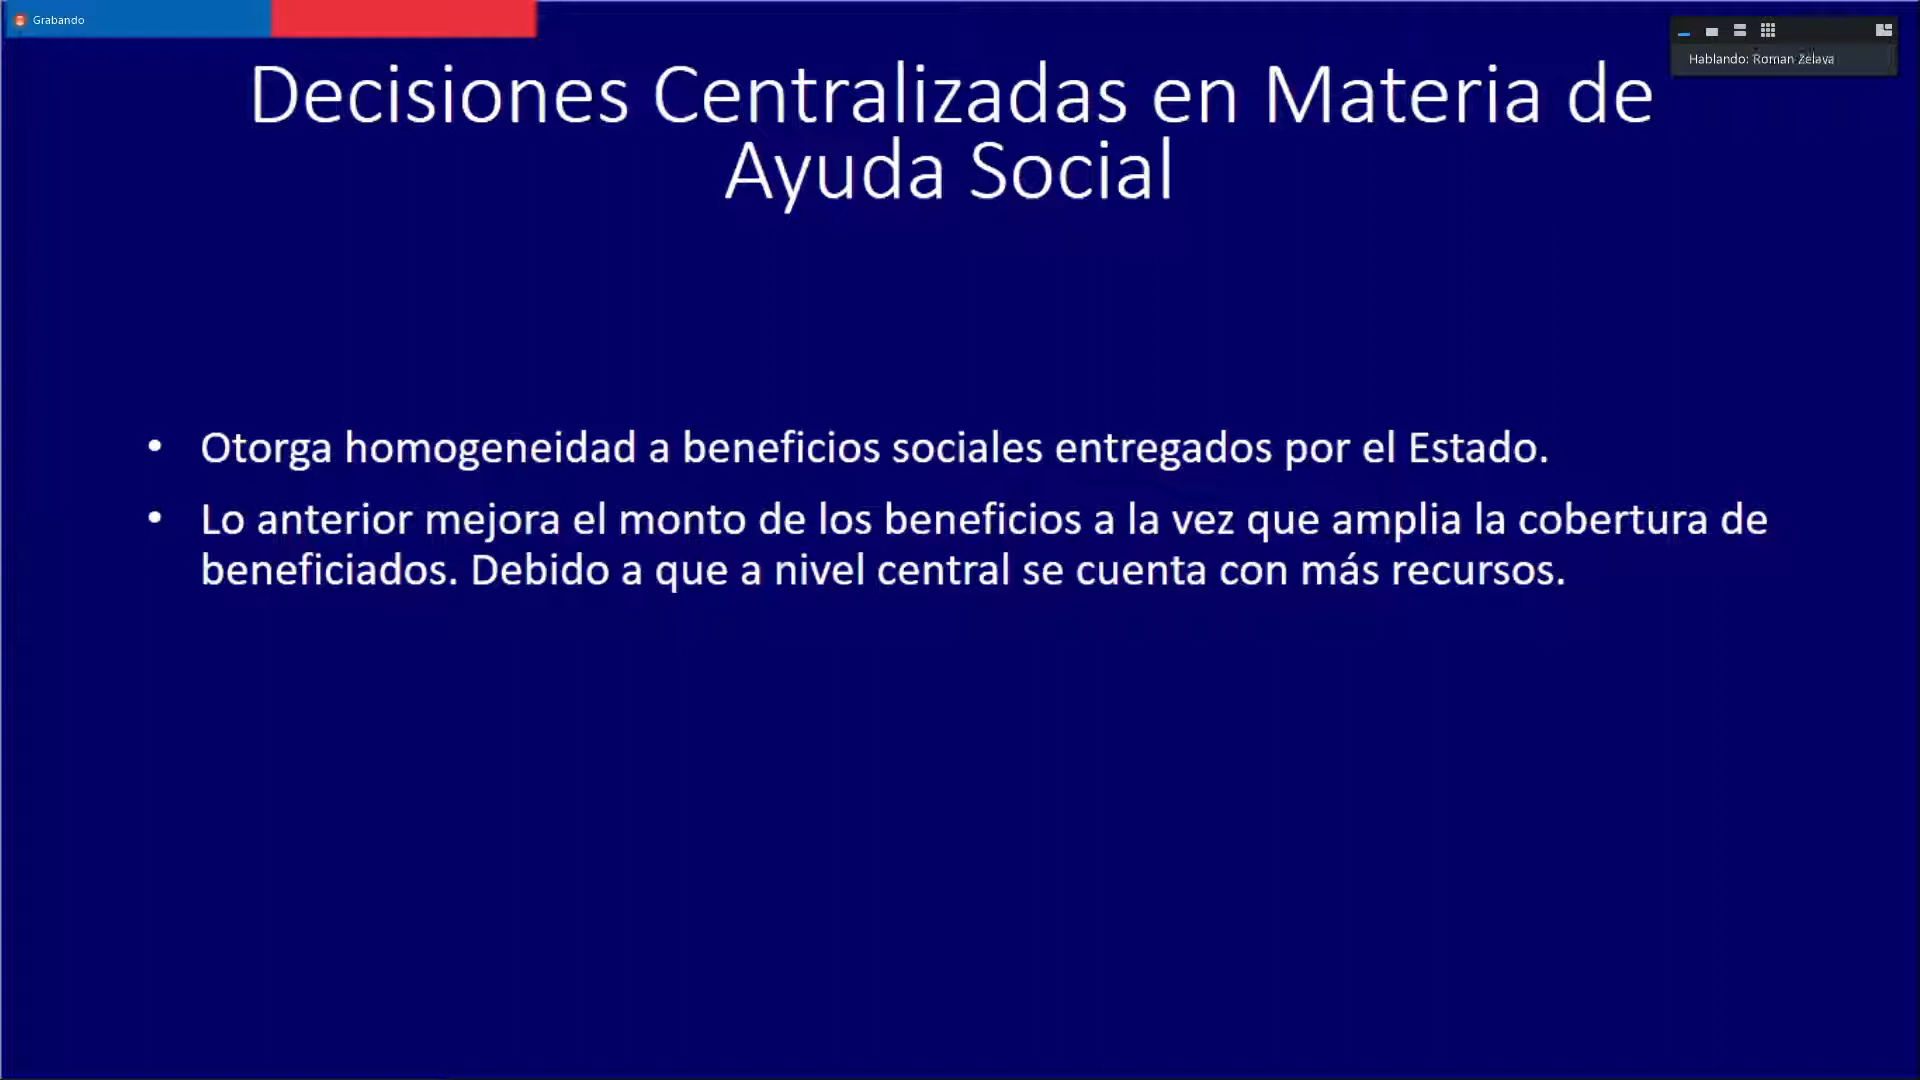 Grabando
Hablando: Roman Zelaya
Decisiones Centralizadas en Materia de
Ayuda Social
• Otorga homogeneidad a beneficios sociales entregados por el Estado.
• Lo anterior mejora el monto de los beneficios a la vez que amplia la cobertura de
beneficiados. Debido a que a nivel central se cuenta con más recursos.